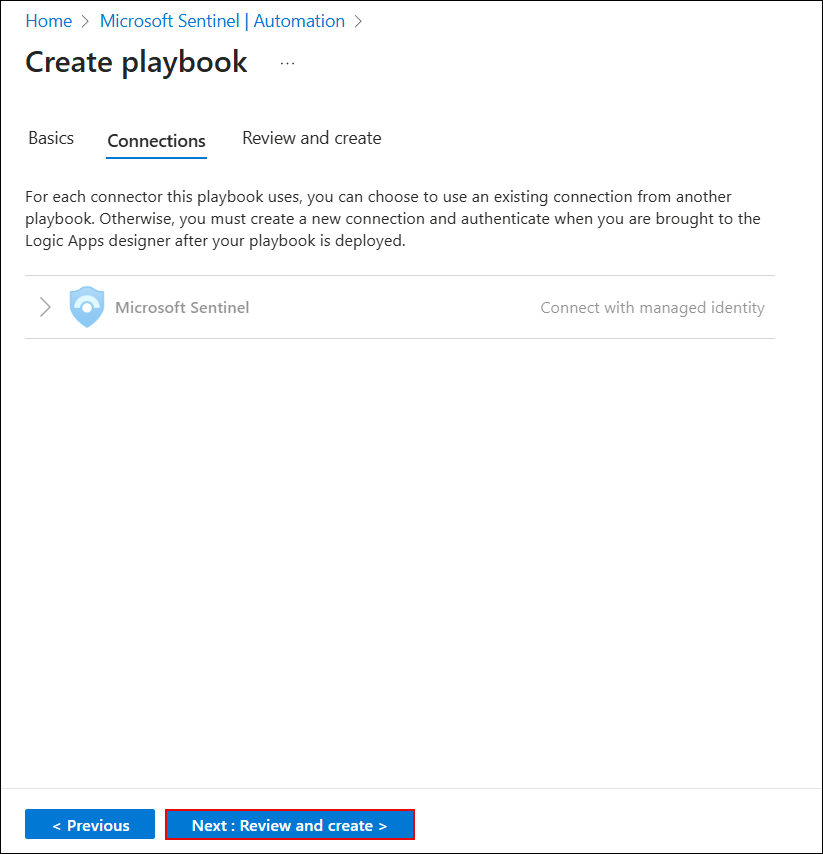 Home > Microsoft Sentinel | Automation >
Create playbook ...
Basics Connections Review and create
For each connector this playbook uses, you can choose to use an existing connection from another
playbook. Otherwise, you must create a new connection and authenticate when you are brought to the
Logic Apps designer after your playbook is deployed.
Microsoft Sentinel Connect with managed identity
< Previous Next : Review and create >